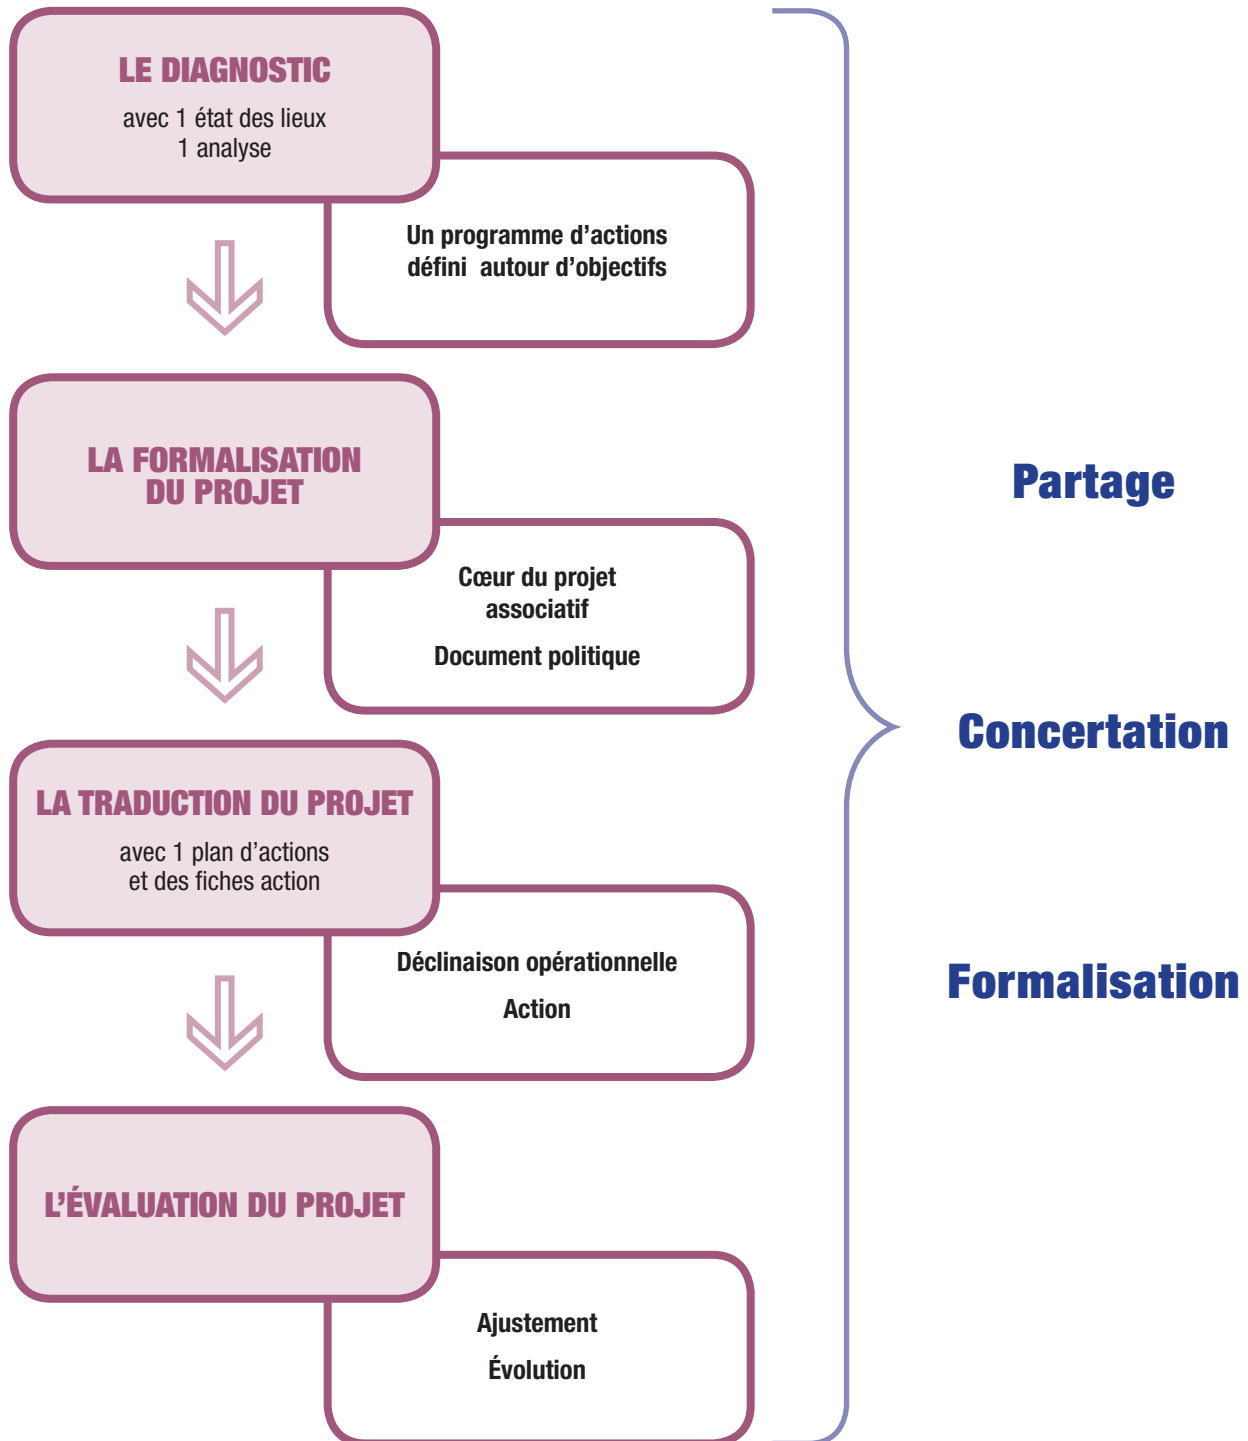 LE DIAGNOSTIC
avec 1 état des lieux
1 analyse
Un programme d’actions
défini autour d’objectifs
LA FORMALISATION
DU PROJET
Cœur du projet
associatif
Document politique
LA TRADUCTION DU PROJET
avec 1 plan d’actions
et des fiches action
Déclinaison opérationnelle
Action
L’ÉVALUATION DU PROJET
Ajustement
Évolution
Partage
Concertation
Formalisation